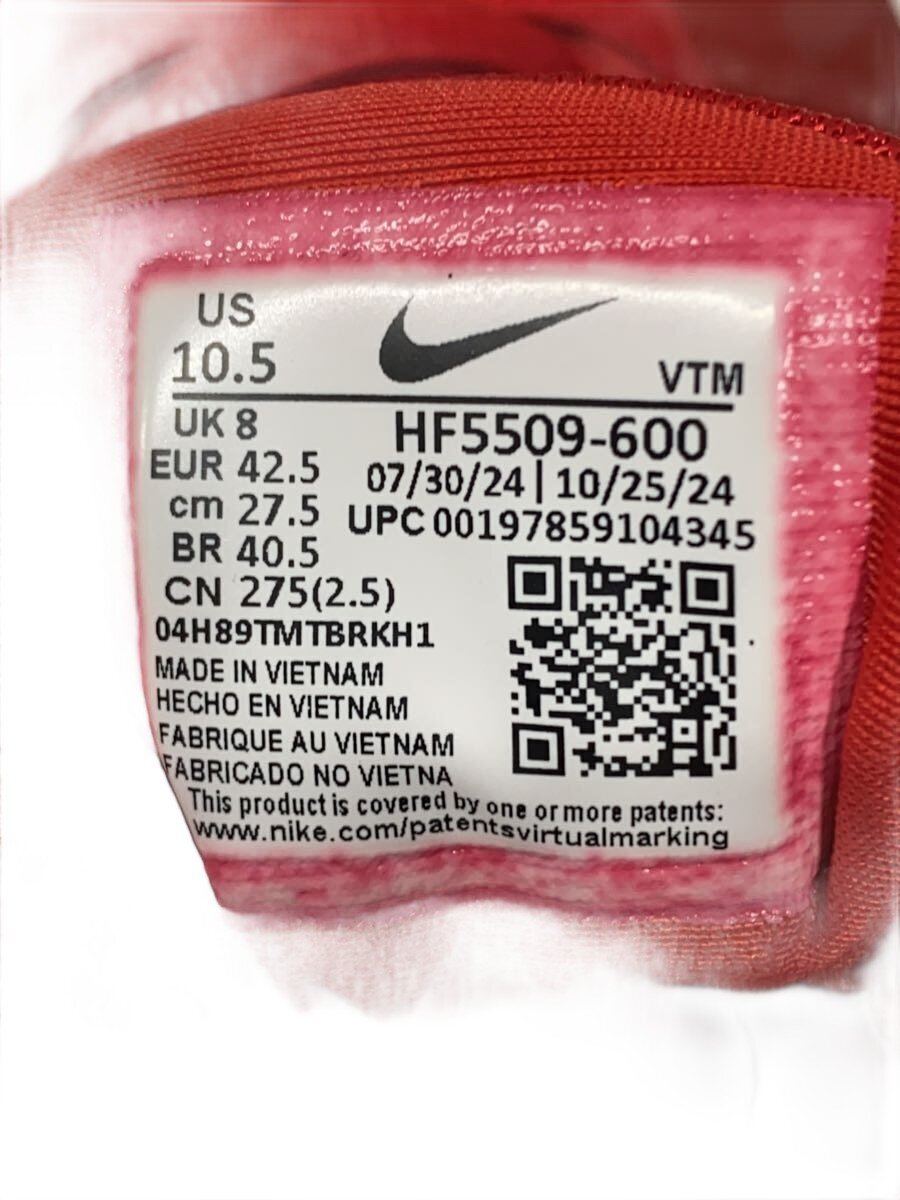 US
10.5
VTM
UK 8
HF5509-600
EUR 42.5
07/30/24 | 10/25/24
cm 27.5
UPC 00197859104345
BR 40.5
CN 275(2.5)
04H89TMTBRKH1
MADE IN VIETNAM
HECHO EN VIETNAM
FABRIQUE AU VIETNAM
FABRICADO NO VIETNA
This product is covered by one or more patents:
www.nike.com/patentsvirtualmarking